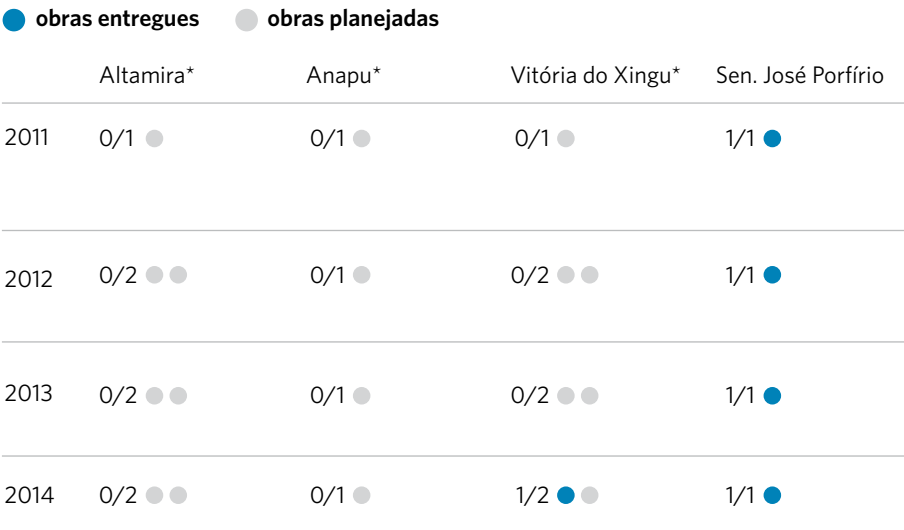 obras entregues obras planejadas
Altamira* Anapu* Vitória do Xingu* Sen. José Porfírio
2011 0/1 0/1 0/1 1/1
2012 0/2 0/1 0/2 1/1
2013 0/2 0/1 0/2 1/1
2014 0/2 0/1 1/2 1/1